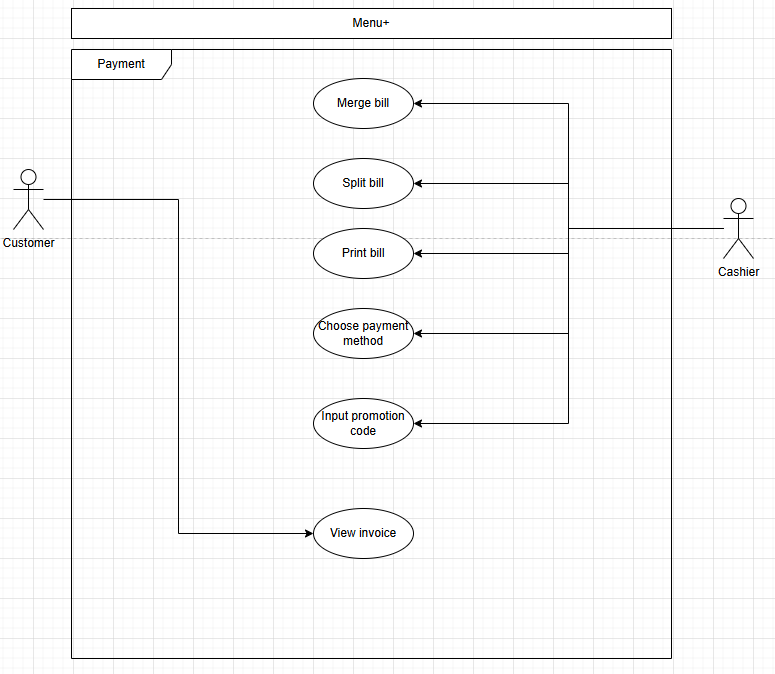 Menu+
Payment
Merge bill
Split bill
Customer
Print bill
Cashier
Choose payment
method
Input promotion
code
View invoice